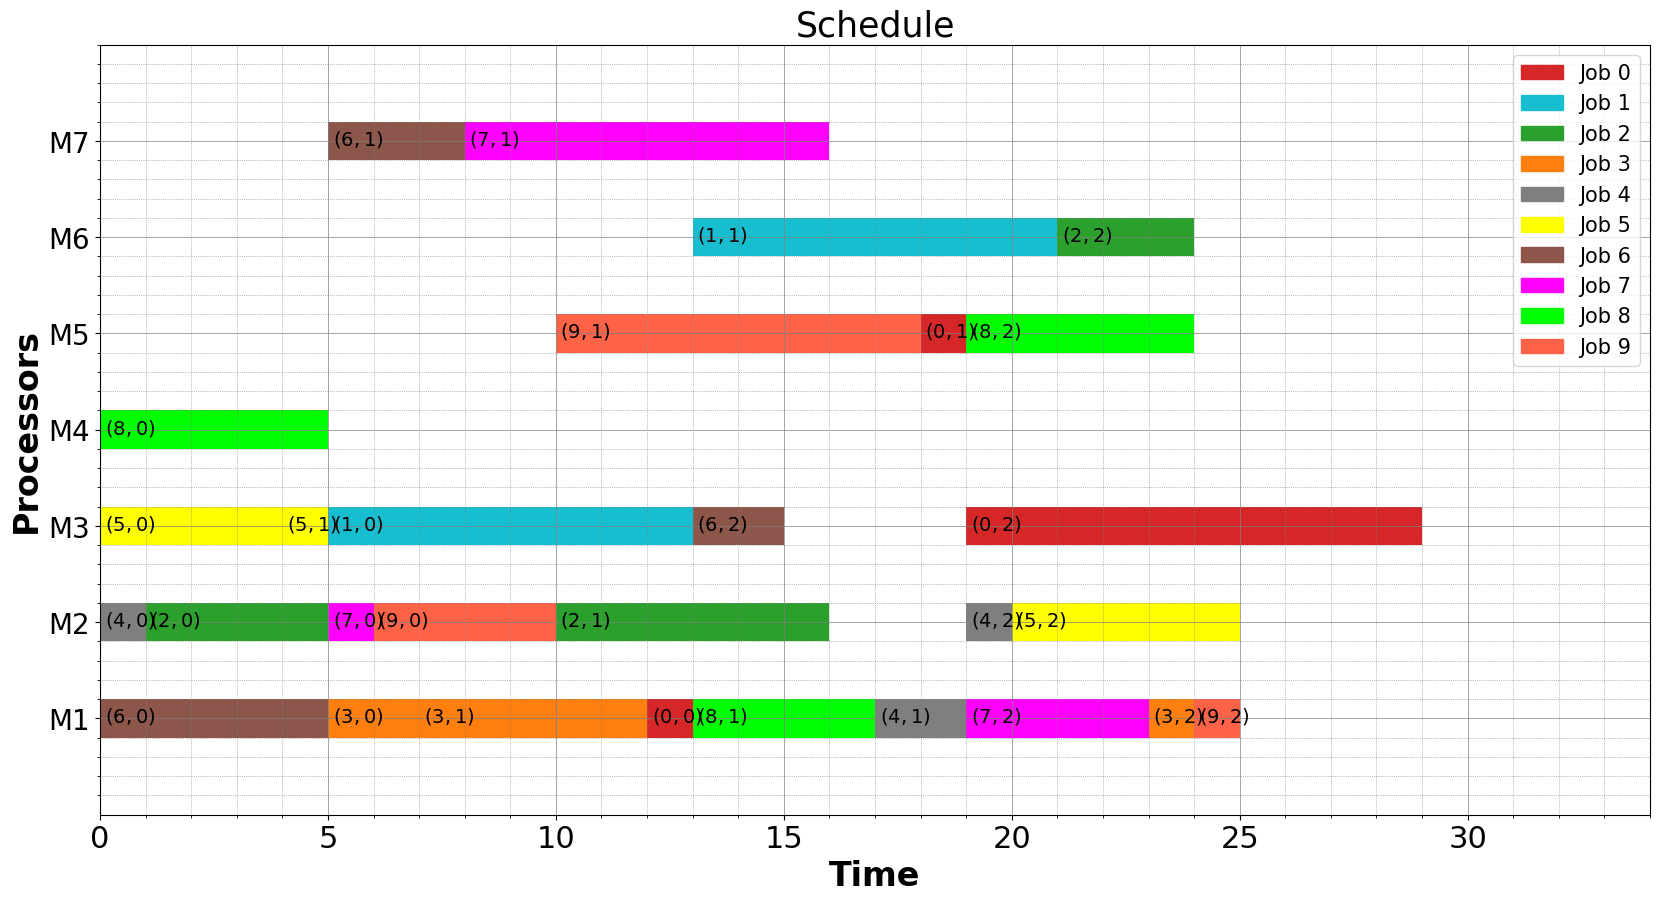 Schedule
Processors
M7
(6, 1)
(7, 1)
M6
(1, 1)
(2, 2)
M5
(9, 1)
(0, 1)
(8, 2)
M4
(8, 0)
M3
(5, 0)
(5, 1)
(1, 0)
(6, 2)
(0, 2)
M2
(4, 0)
(2, 0)
(7, 0)
(9, 0)
(2, 1)
(4, 2)
(5, 2)
M1
(6, 0)
(3, 0)
(3, 1)
(0, 0)
(8, 1)
(4, 1)
(7, 2)
(3, 2)
(9, 2)
0 5 10 15 20 25 30
Time
Job 0
Job 1
Job 2
Job 3
Job 4
Job 5
Job 6
Job 7
Job 8
Job 9